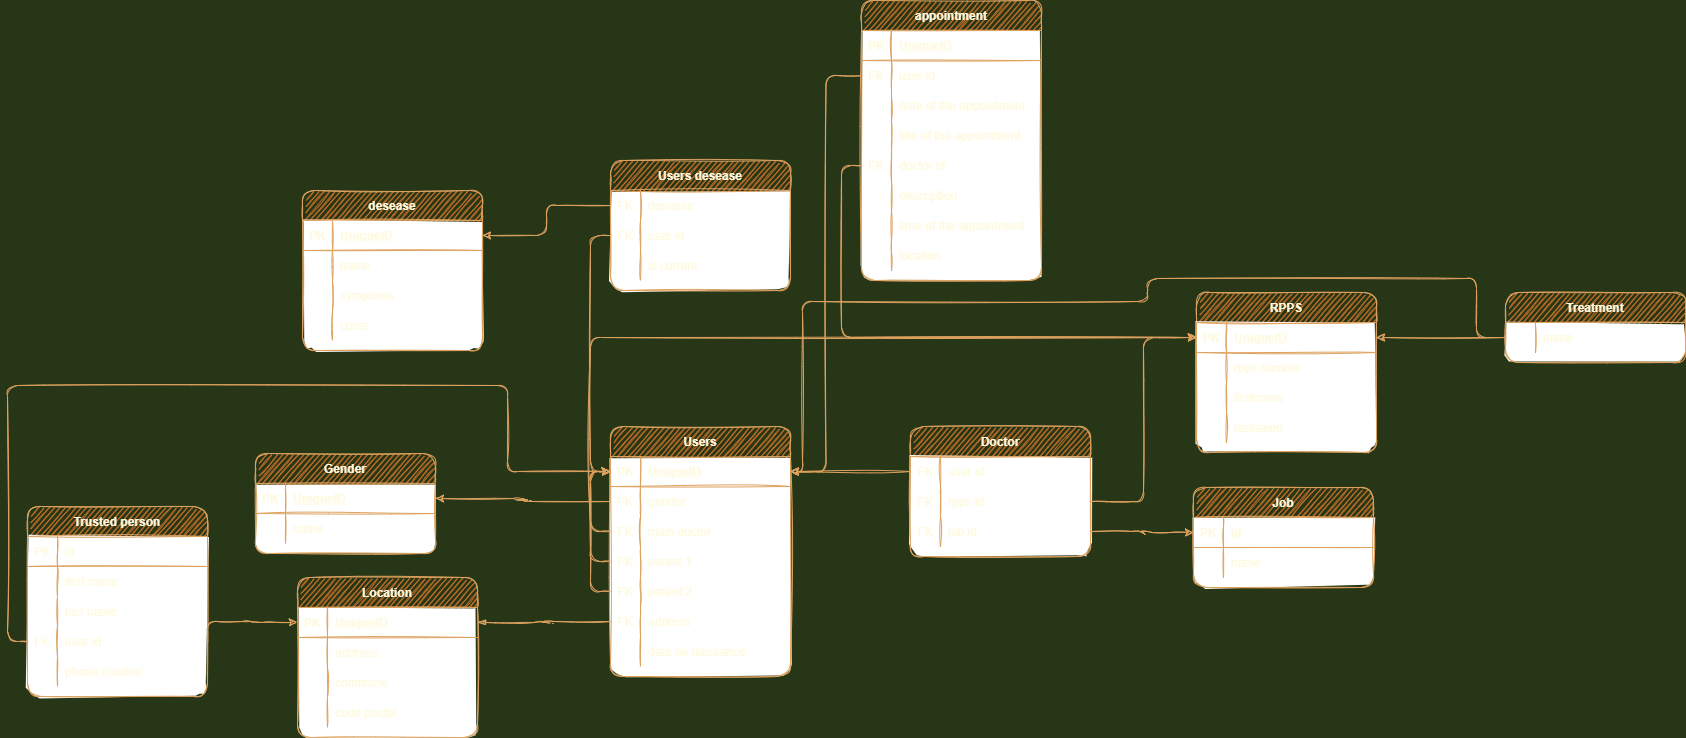 appointment
PK UniqueID
FK user id
date of the appointment
title of the appointment
FK doctor id
description
time of the appointment
location
Users desease
FK desease
FK user id
is current
desease
PK UniqueID
name
symptoms
cures
RPPS
PK UniqueID
rpps number
firstname
lastname
Treatment
name
Users
PK UniqueID
FK gender
FK main doctor
FK parent 1
FK parent 2
FK address
date de naissance
Doctor
FK user id
FK rpps id
FK job id
Gender
PK UniqueID
name
Job
PK id
name
Trusted person
PK id
first name
last name
FK user id
phone number
Location
PK UniqueID
address
commune
code postal